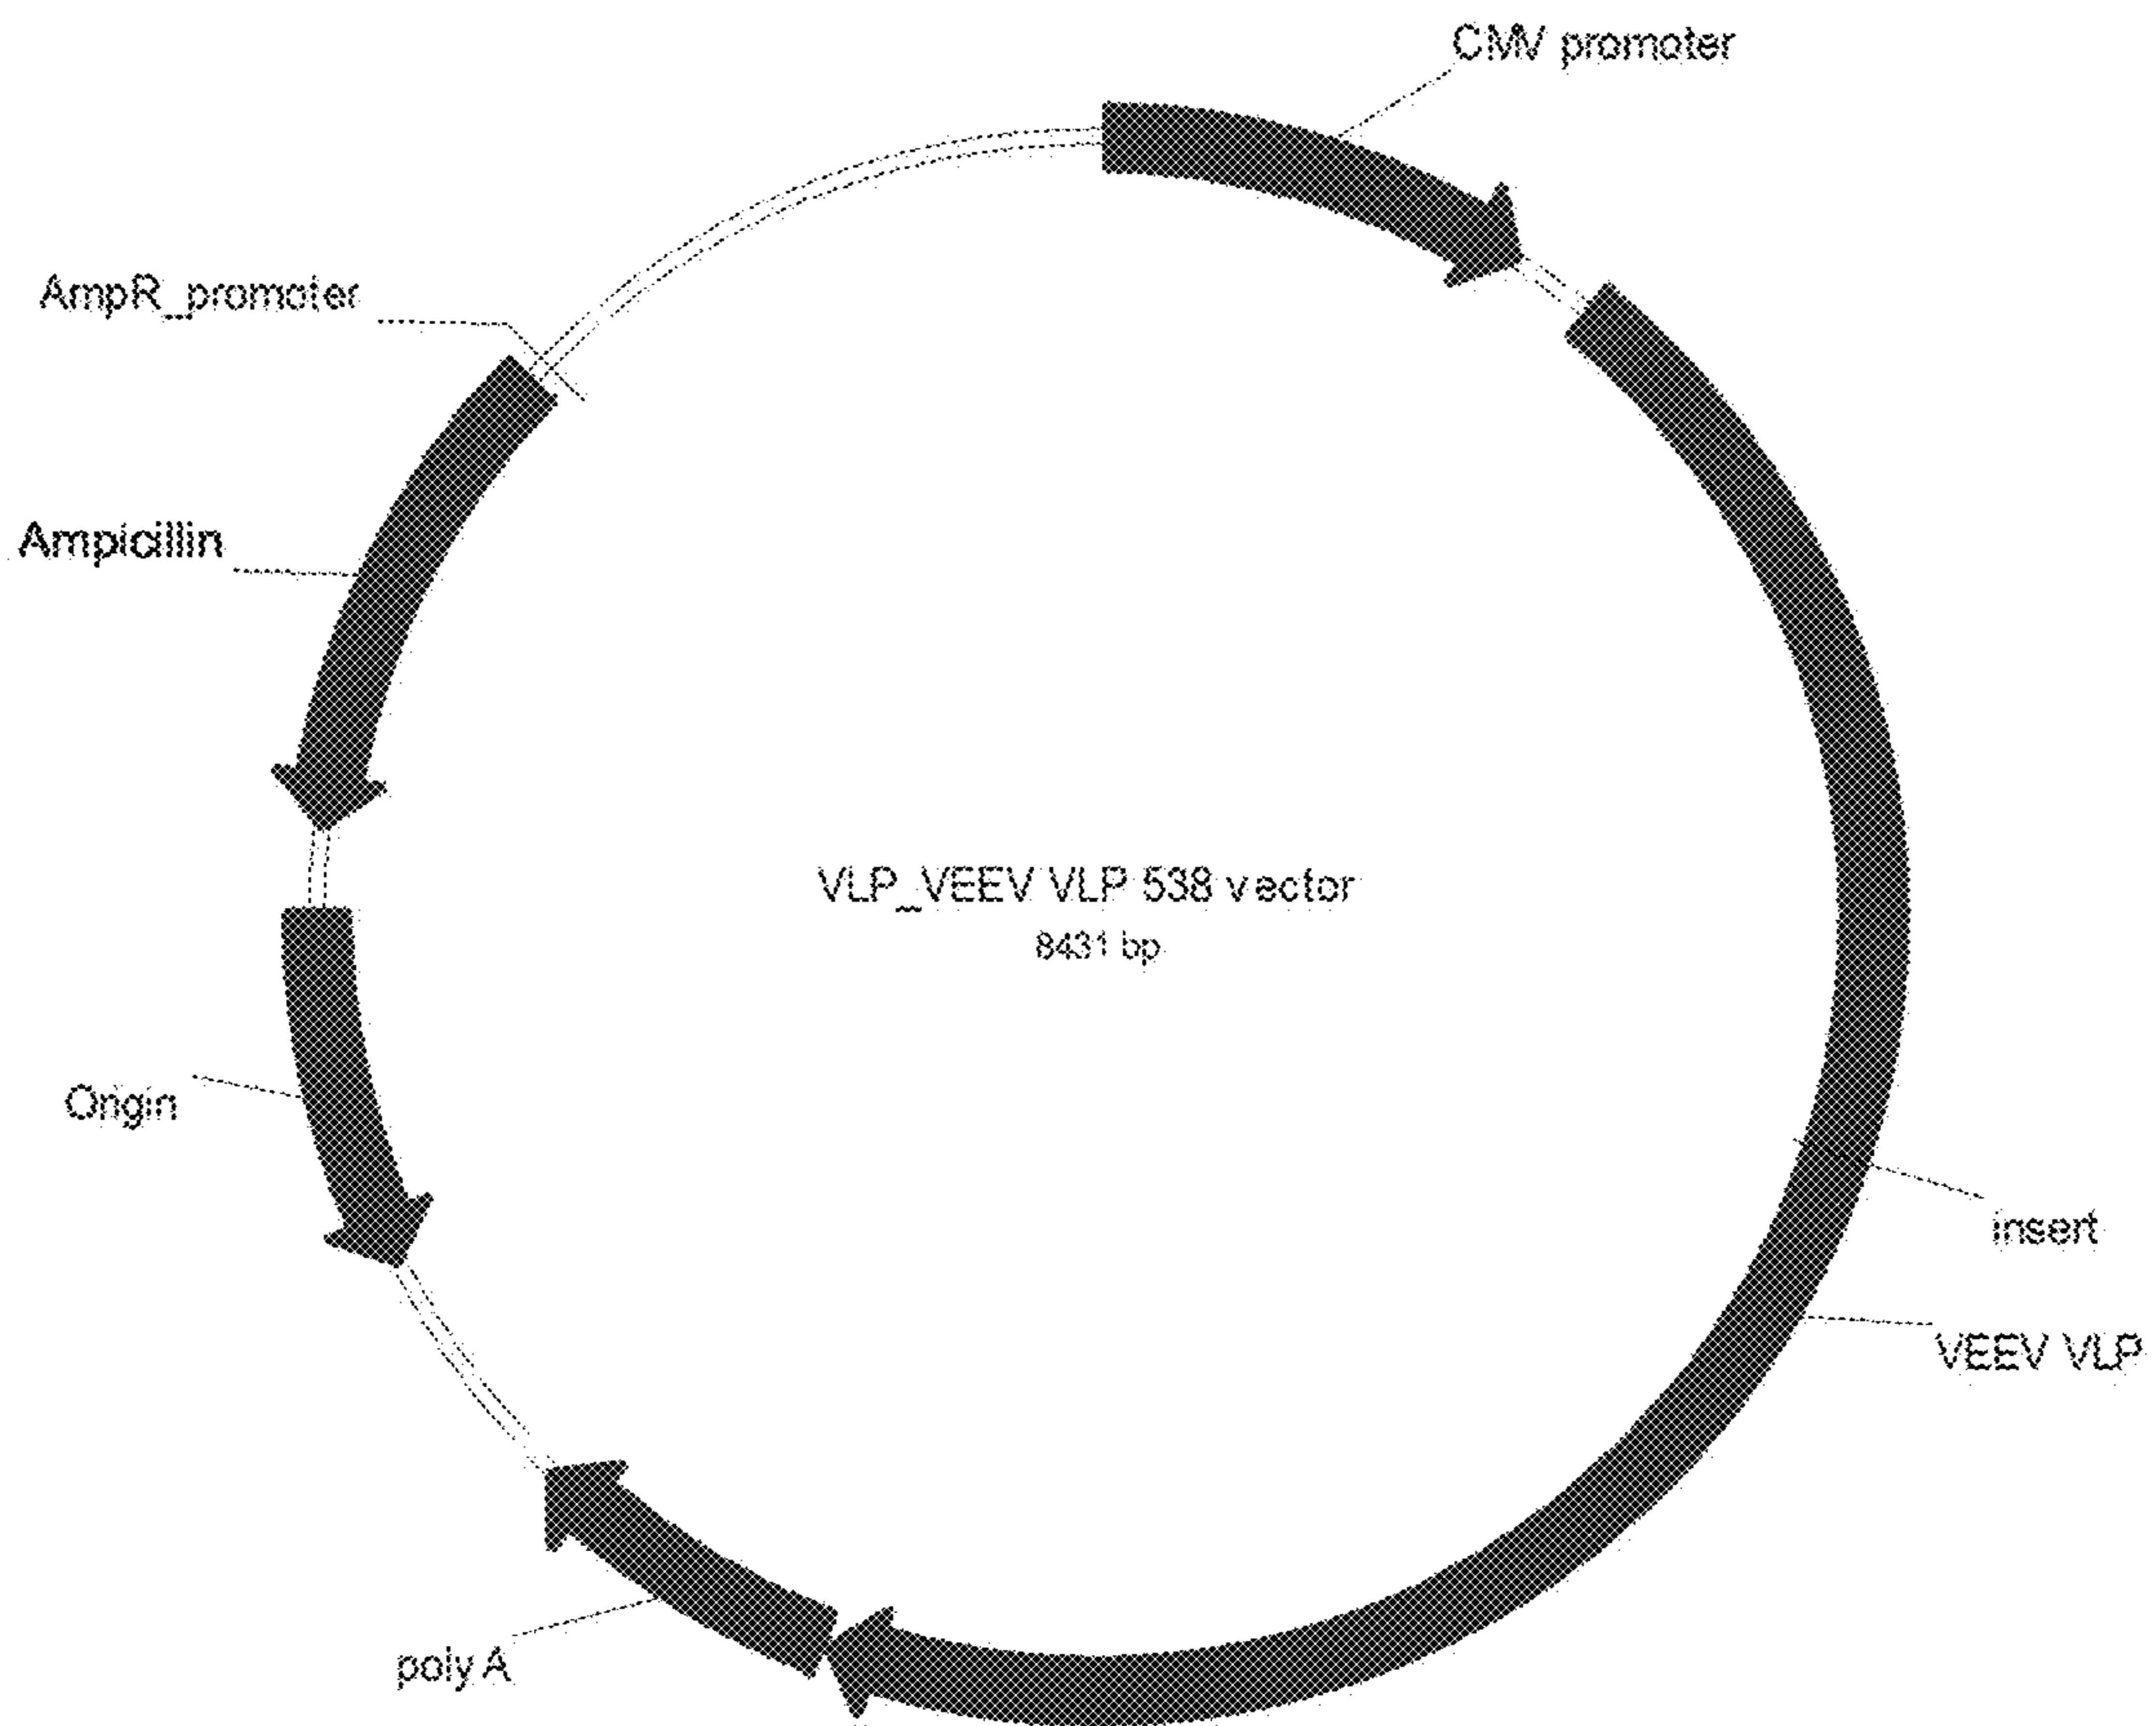 CMV promoter
AmpR_promoter
Ampicillin
VLP_VEEV VLP 538 vector
8431 bp
Origin
insert
VEEV VLP
poly A